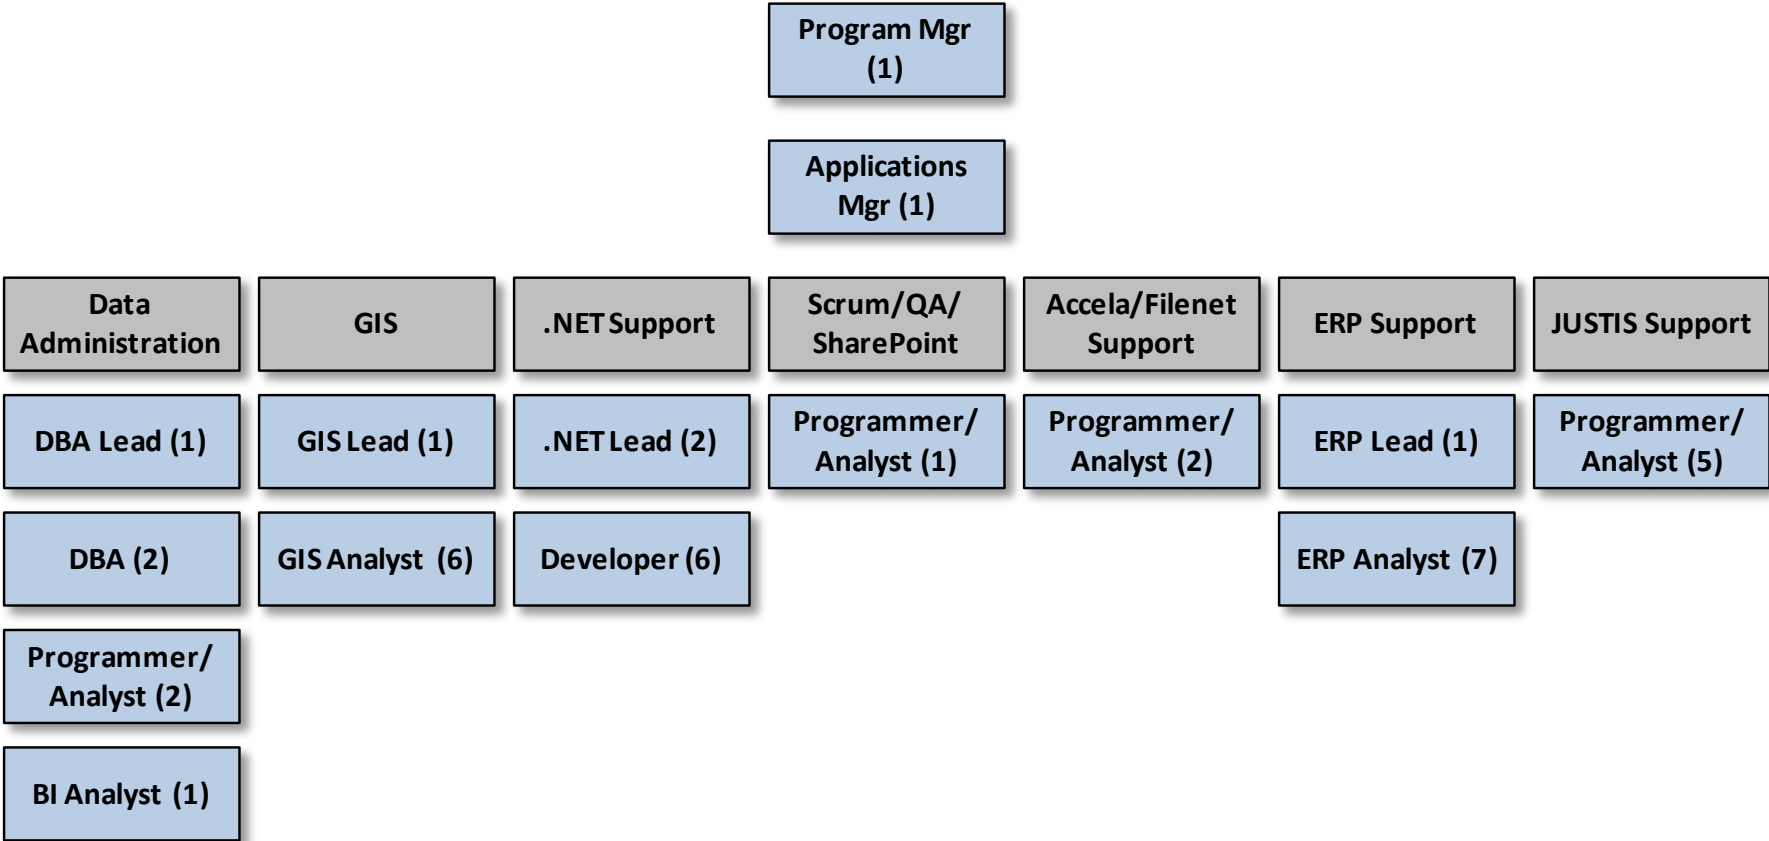 Program Mgr
(1)
Applications
Mgr (1)
Data
Administration
GIS
.NET Support
Scrum/QA/
SharePoint
Accela/Filenet
Support
ERP Support
JUSTIS Support
DBA Lead (1)
GIS Lead (1)
.NET Lead (2)
Programmer/
Analyst (1)
Programmer/
Analyst (2)
ERP Lead (1)
Programmer/
Analyst (5)
DBA (2)
GIS Analyst (6)
Developer (6)
ERP Analyst (7)
Programmer/
Analyst (2)
BI Analyst (1)